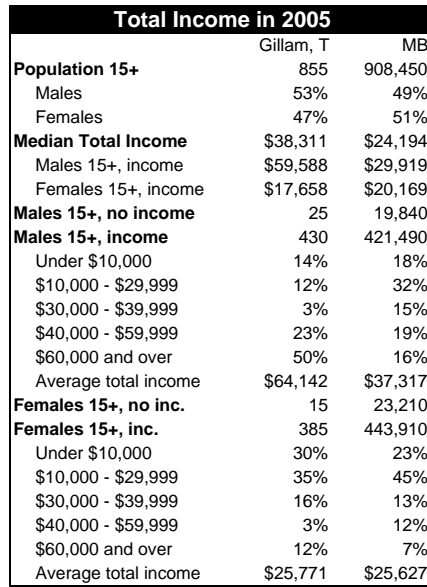 Total Income in 2005
Gillam, T MB
Population 15+ 855 908,450
Males 53% 49%
Females 47% 51%
Median Total Income $38,311 $24,194
Males 15+, income $59,588 $29,919
Females 15+, income $17,658 $20,169
Males 15+, no income 25 19,840
Males 15+, income 430 421,490
Under $10,000 14% 18%
$10,000 - $29,999 12% 32%
$30,000 - $39,999 3% 15%
$40,000 - $59,999 23% 19%
$60,000 and over 50% 16%
Average total income $64,142 $37,317
Females 15+, no inc. 15 23,210
Females 15+, inc. 385 443,910
Under $10,000 30% 23%
$10,000 - $29,999 35% 45%
$30,000 - $39,999 16% 13%
$40,000 - $59,999 3% 12%
$60,000 and over 12% 7%
Average total income $25,771 $25,627